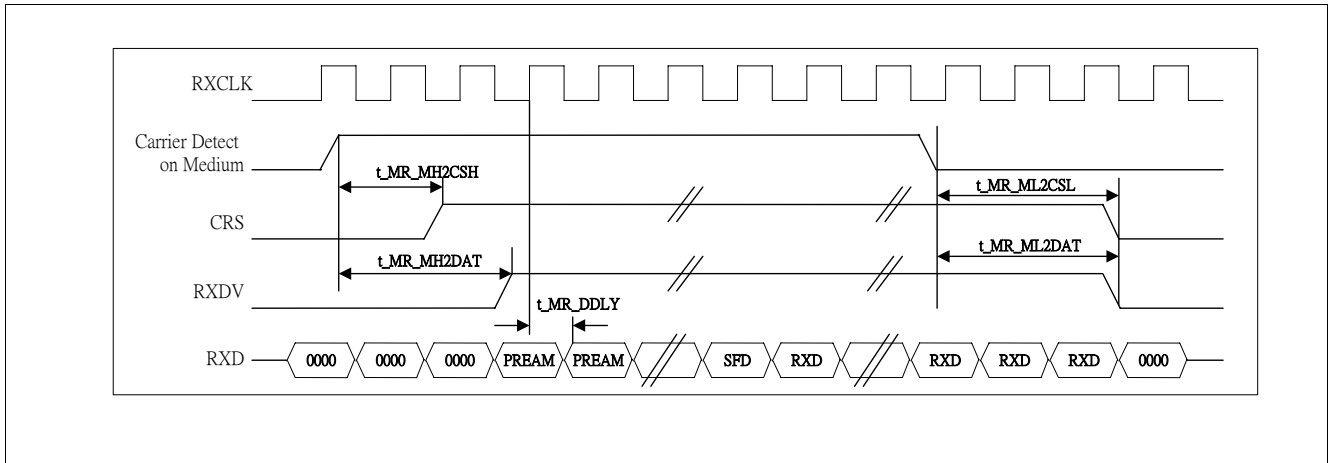 RXCLK
Carrier Detect
on Medium
t_MR_MH2CSH
t_MR_ML2CSL
CRS
t_MR_MH2DAT
t_MR_ML2DAT
RXDV
t_MR_DDLY
RXD 0000 0000 0000 PREAM PREAM SFD RXD RXD RXD RXD 0000